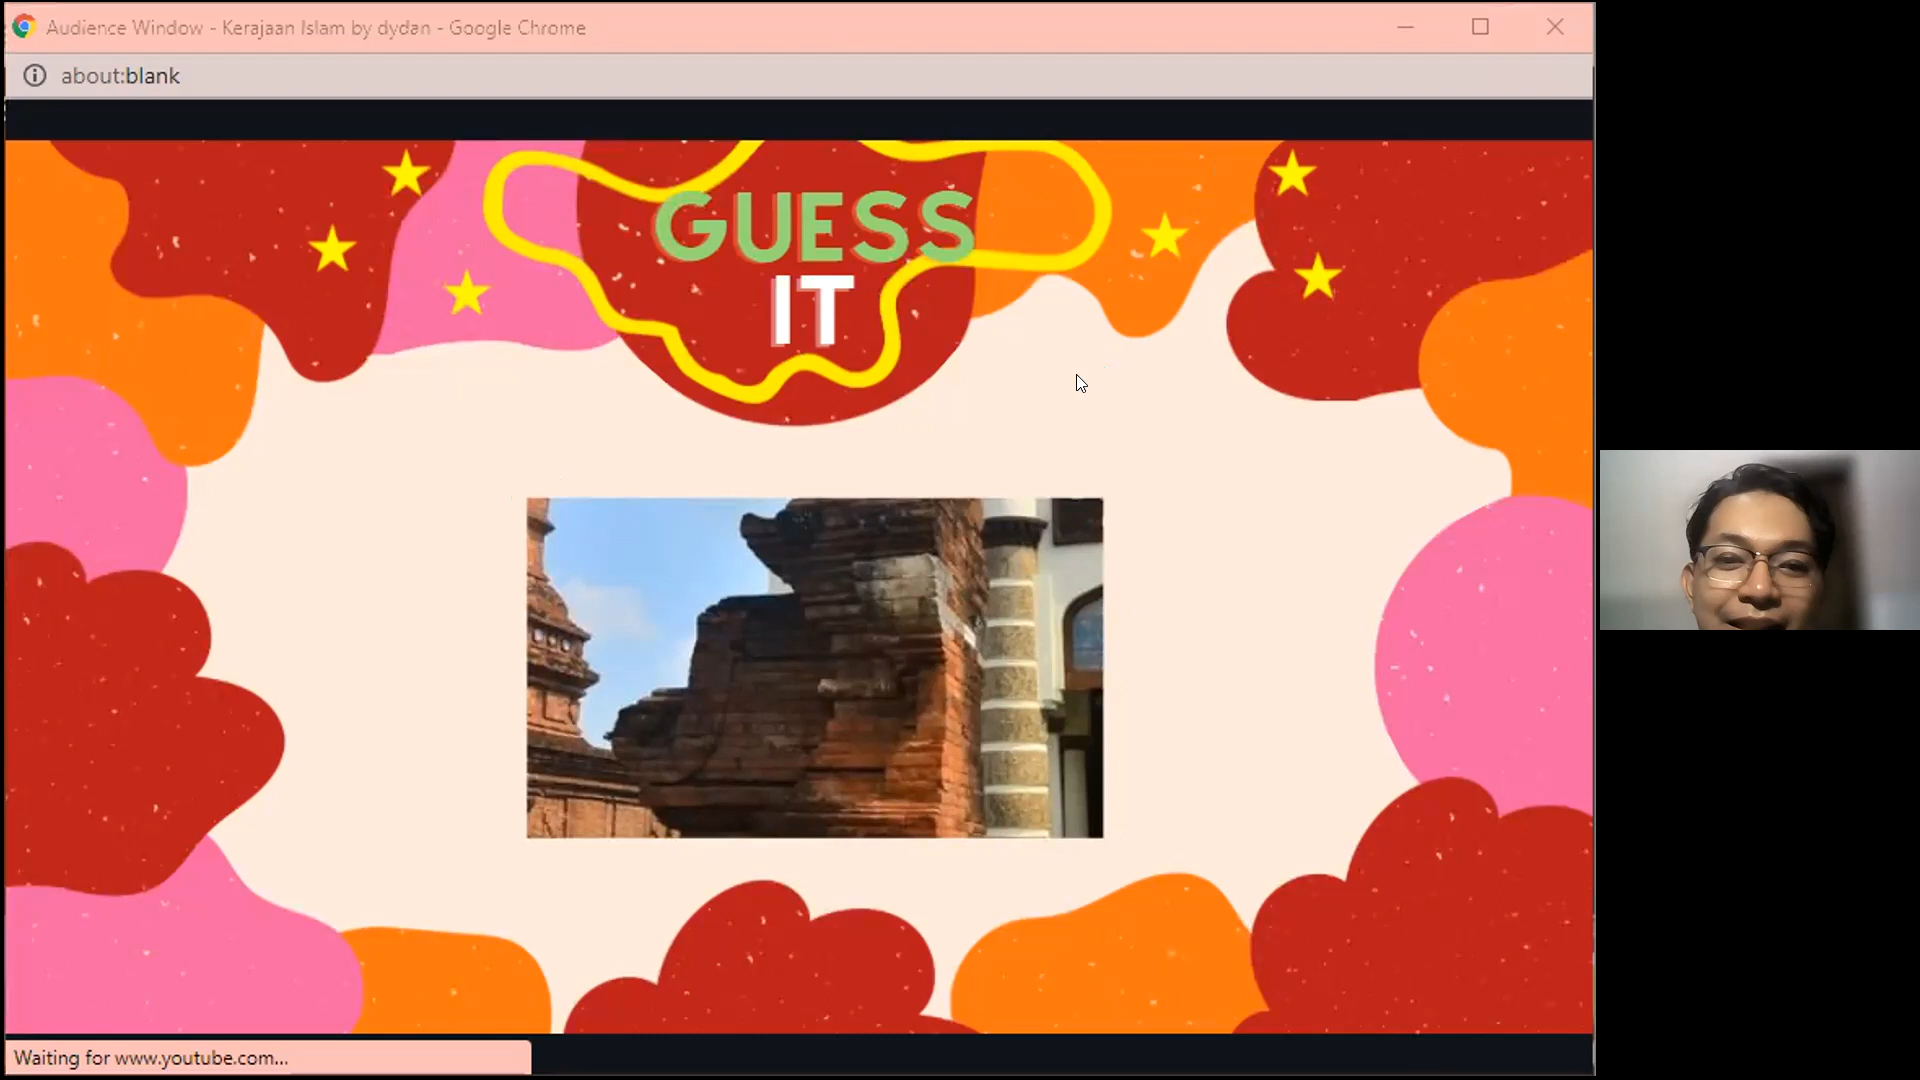 Audience Window - Kerajaan Islam by dydan - Google Chrome
about:blank
GUESS
IT
Waiting for www.youtube.com...